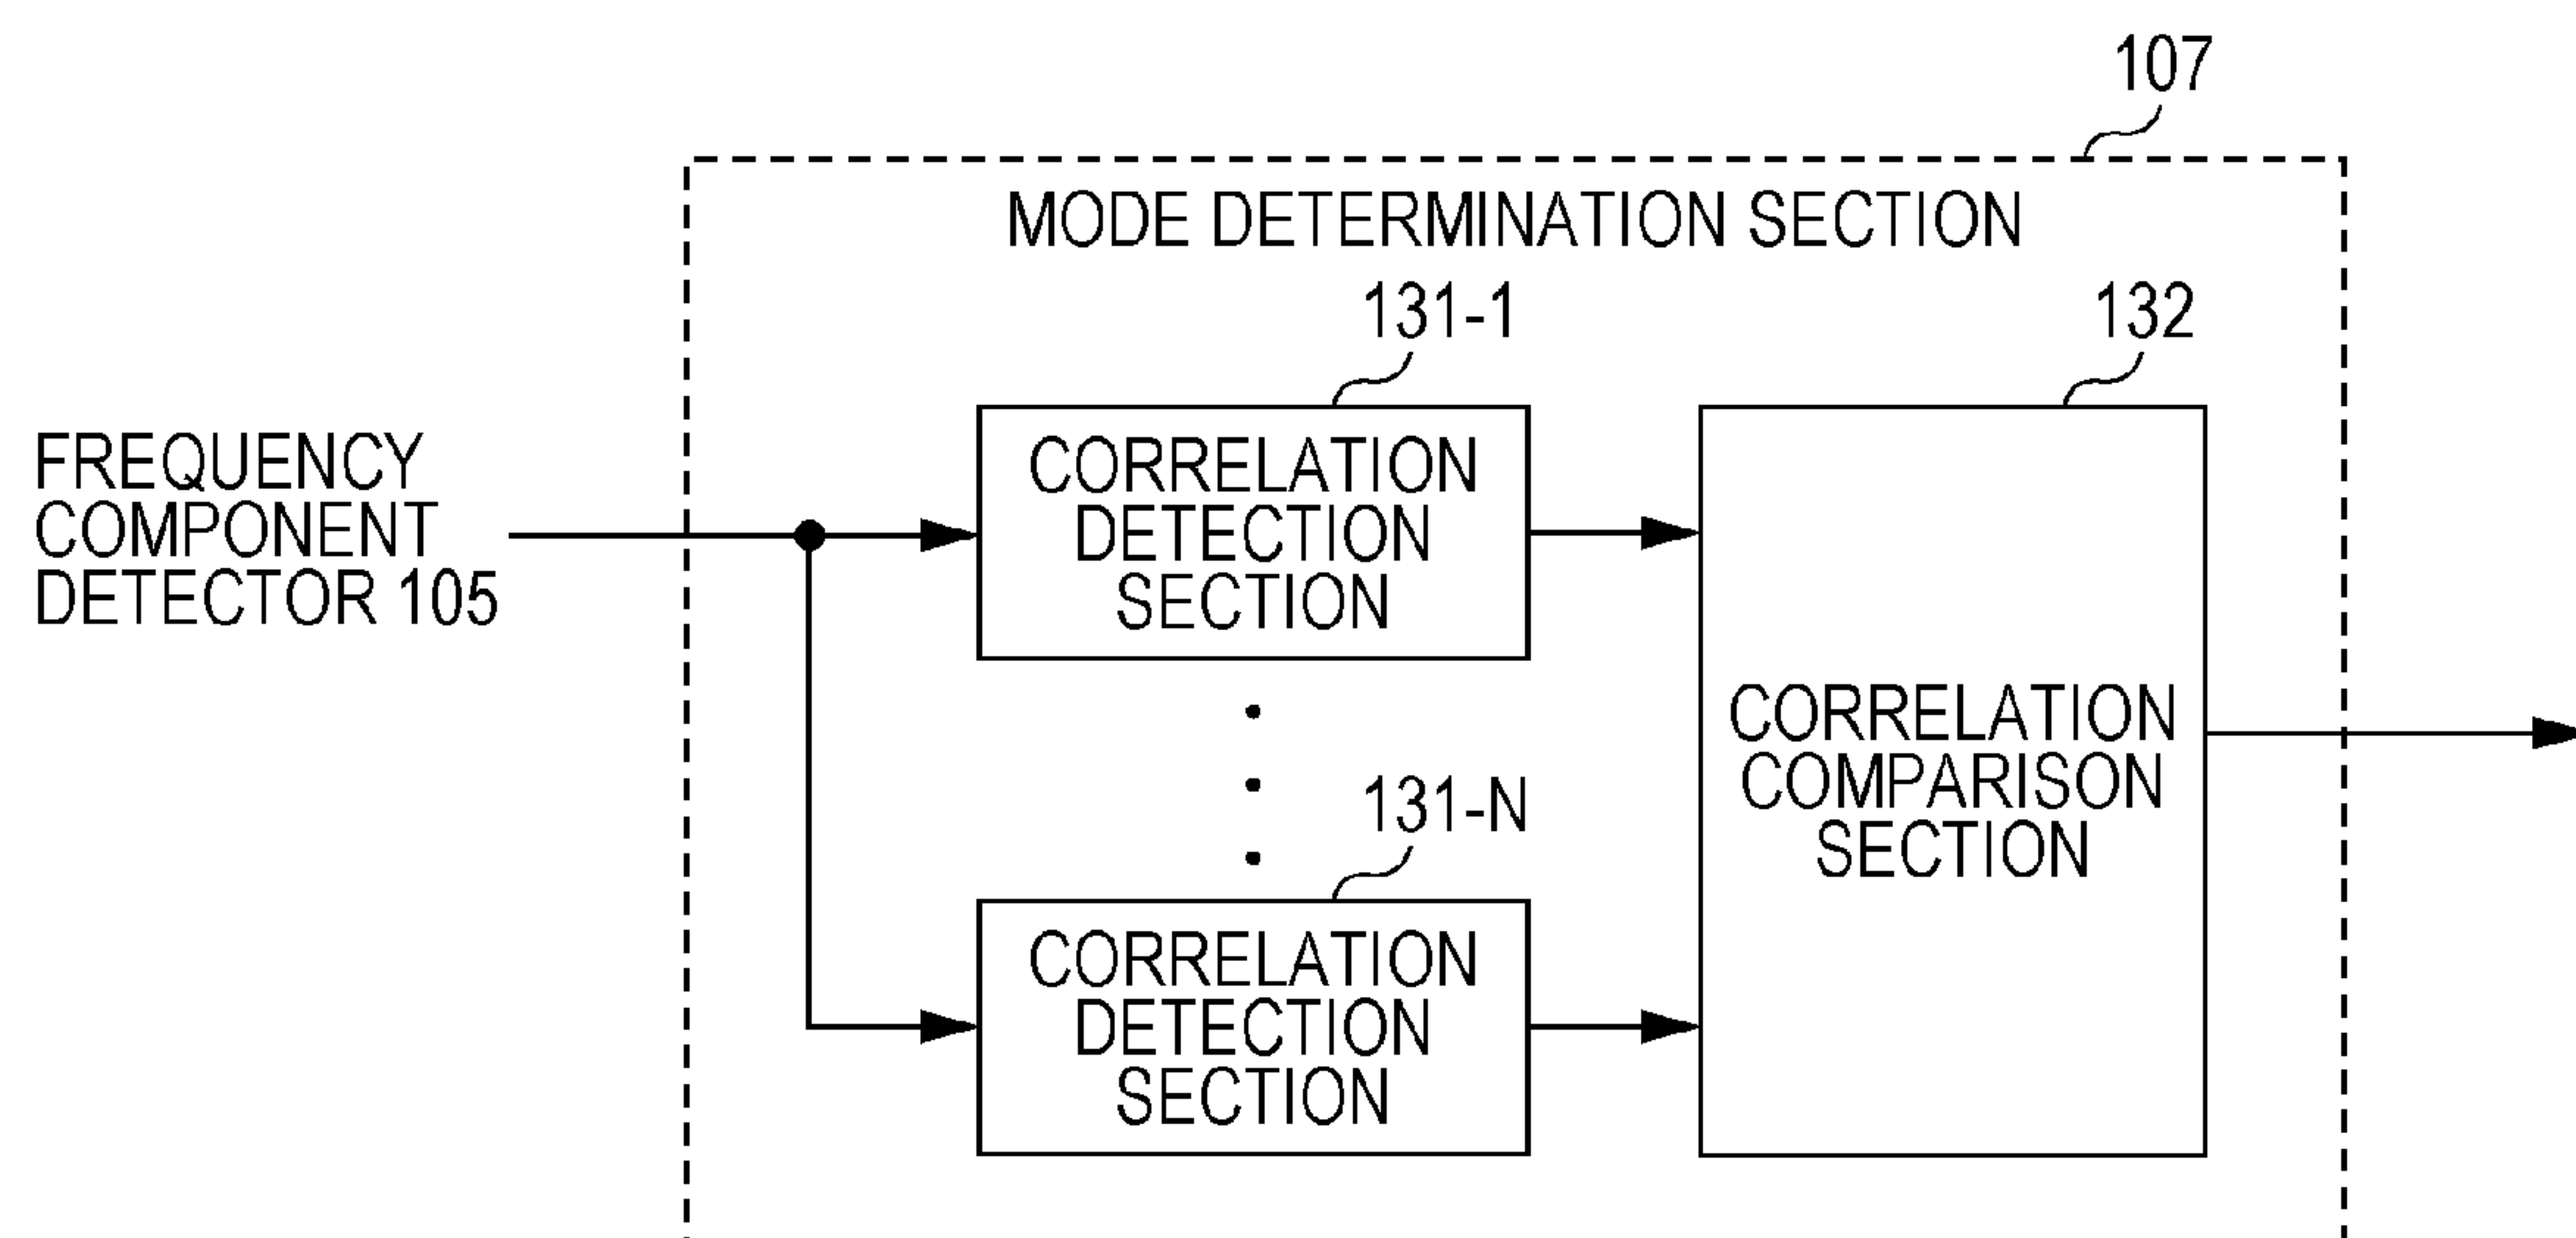 107
MODE DETERMINATION SECTION
131-1
132
FREQUENCY
COMPONENT
DETECTOR 105
CORRELATION
DETECTION
SECTION
CORRELATION
COMPARISON
SECTION
131-N
CORRELATION
DETECTION
SECTION